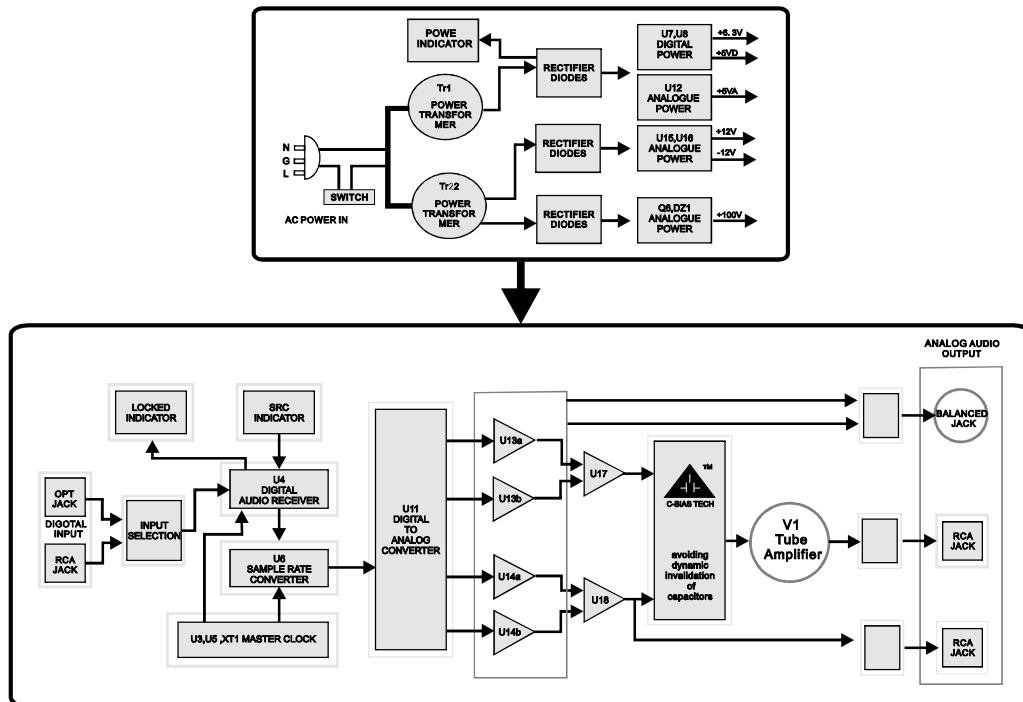 POWE
INDICATOR
Tr1
POWER
TRANSFOR
MER
RECTIFIER
DIODES
U7,U8
DIGITAL
POWER
+6.3V
+5VD
U12
ANALOGUE
POWER
+5VA
RECTIFIER
DIODES
U15,U16
ANALOGUE
POWER
+12V
-12V
N
G
L
SWITCH
AC POWER IN
Tr22
POWER
TRANSFOR
MER
RECTIFIER
DIODES
Q6,DZ1
ANALOGUE
POWER
+100V
ANALOG AUDIO
OUTPUT
LOCKED
INDICATOR
SRC
INDICATOR
BALANCED
JACK
U4
DIGITAL
AUDIO RECEIVER
OPT
JACK
DIGOTAL
INPUT
RCA
JACK
INPUT
SELECTION
U6
SAMPLE RATE
CONVERTER
U3,U5 ,XT1 MASTER CLOCK
U11
DIGITAL
TO
ANALOG
CONVERTER
U13a
U13b
U14a
U14b
U17
U18
TM
C-BIAS TECH
avoiding
dynamic
invalidation
of
capacitors
V1
Tube
Amplifier
RCA
JACK
RCA
JACK